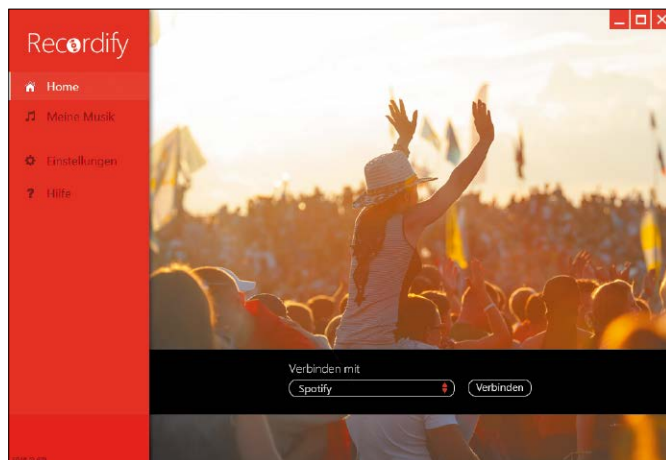 Recordify
Home
Meine Musik
Einstellungen
Hilfe
Verbinden mit
Spotify
Verbinden